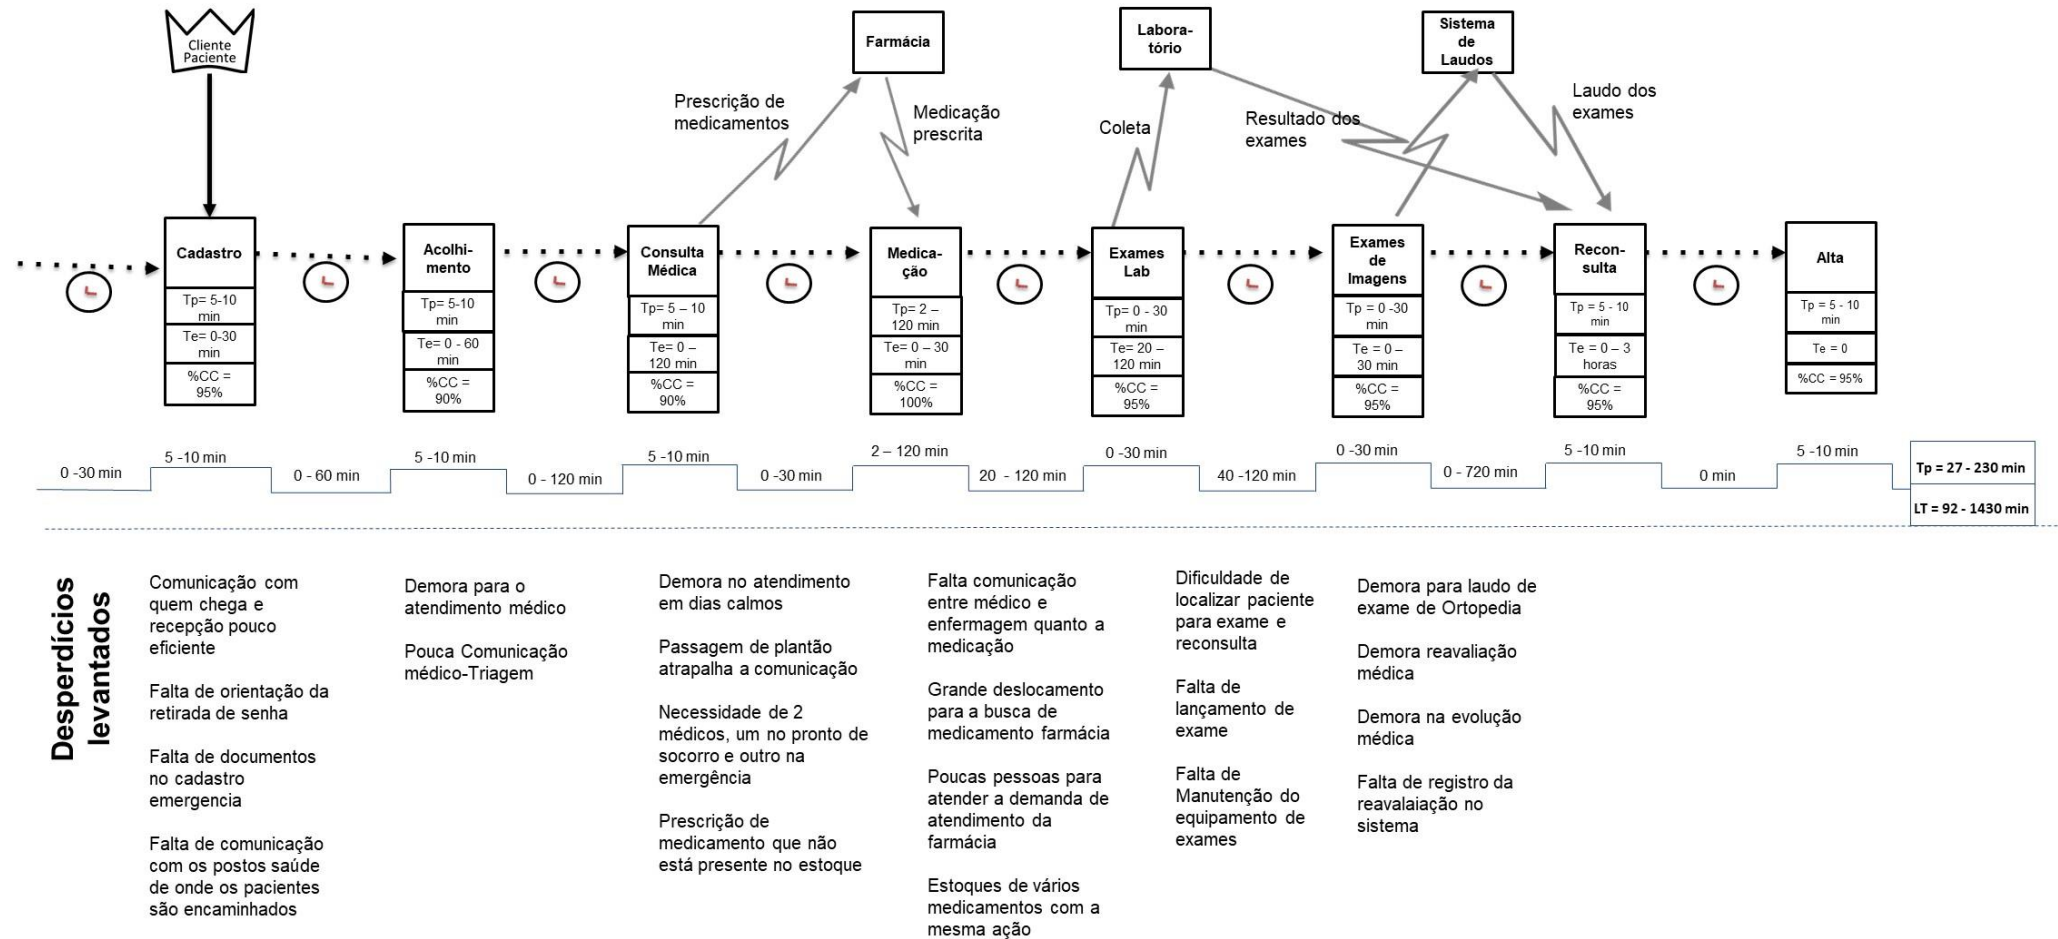 Cliente
Paciente
Farmácia
Labora-
tório
Sistema
de
Laudos
Prescrição de
medicamentos
Medicação
prescrita
Coleta
Resultado dos
exames
Laudo dos
exames
Cadastro
Tp= 5-10
min
Te= 0-30
min
%CC =
95%
Acolhi-
mento
Tp= 5-10
min
Te= 0 - 60
min
%CC =
90%
Consulta
Médica
Tp= 5 – 10
min
Te= 0 –
120 min
%CC =
90%
Medica-
ção
Tp= 2 –
120 min
Te= 0 – 30
min
%CC =
100%
Exames
Lab
Tp= 0 - 30
min
Te= 20 –
120 min
%CC =
95%
Exames
de
Imagens
Tp = 0 -30
min
Te = 0 –
30 min
%CC =
95%
Recon-
sulta
Tp = 5 - 10
min
Te = 0 – 3
horas
%CC =
95%
Alta
Tp = 5 - 10
min
Te = 0
%CC = 95%
0 -30 min
5 -10 min
0 - 60 min
5 -10 min
0 - 120 min
5 -10 min
0 -30 min
2 – 120 min
20 - 120 min
0 -30 min
40 -120 min
0 -30 min
0 - 720 min
5 -10 min
0 min
5 -10 min
Tp = 27 - 230 min
LT = 92 - 1430 min
Desperdícios
levantados
Comunicação com
quem chega e
recepção pouco
eficiente
Falta de orientação da
retirada de senha
Falta de documentos
no cadastro
emergencia
Falta de comunicação
com os postos saúde
de onde os pacientes
são encaminhados
Demora para o
atendimento médico
Pouca Comunicação
médico-Triagem
Demora no atendimento
em dias calmos
Passagem de plantão
atrapalha a comunicação
Necessidade de 2
médicos, um no pronto de
socorro e outro na
emergência
Prescrição de
medicamento que não
está presente no estoque
Falta comunicação
entre médico e
enfermagem quanto a
medicação
Grande deslocamento
para a busca de
medicamento farmácia
Poucas pessoas para
atender a demanda de
atendimento da
farmácia
Estoques de vários
medicamentos com a
mesma ação
Dificuldade de
localizar paciente
para exame e
reconsulta
Falta de
lançamento de
exame
Falta de
Manutenção do
equipamento de
exames
Demora para laudo de
exame de Ortopedia
Demora reavaliação
médica
Demora na evolução
médica
Falta de registro da
reavalaiação no
sistema